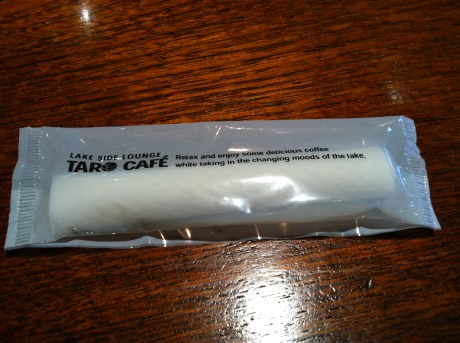 LAKE SIDE LOUNGE
TARO CAFÉ
Relax and enjoy some delicious coffee
while taking in the changing moods of the lake.